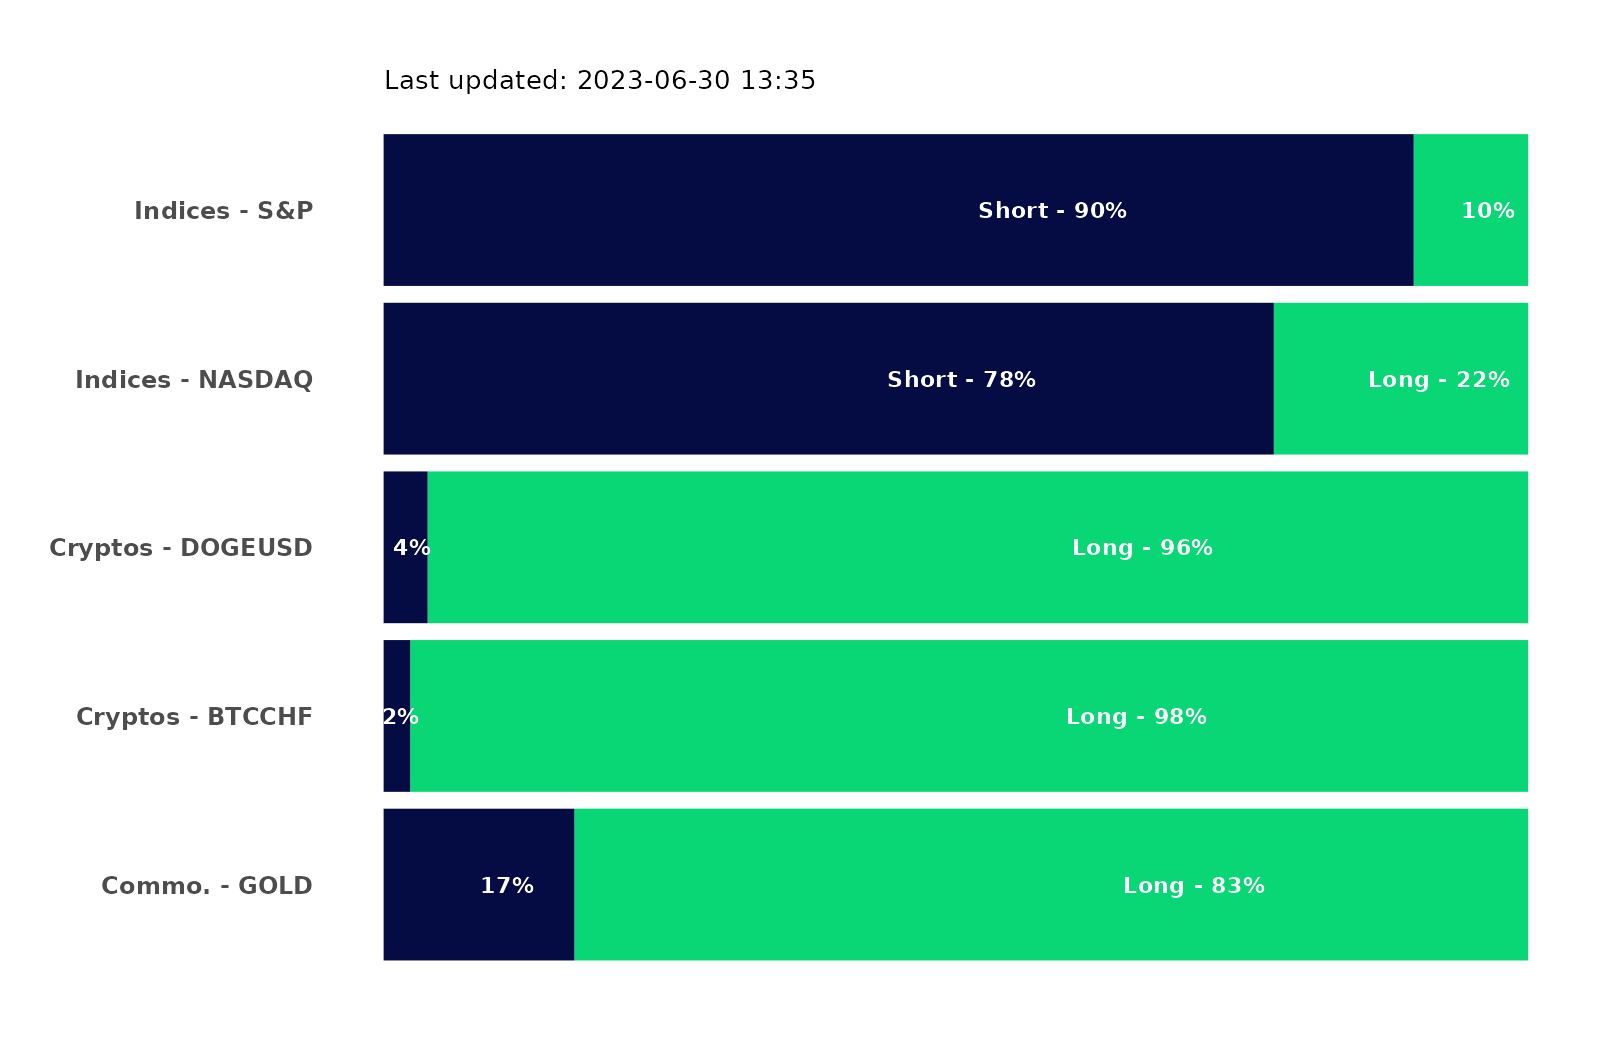 Last updated: 2023-06-30 13:35
Indices - S&P
Short - 90%
10%
Indices - NASDAQ
Short - 78%
Long - 22%
Cryptos - DOGEUSD
4%
Long - 96%
Cryptos - BTCCHF
2%
Long - 98%
Commo. - GOLD
17%
Long - 83%